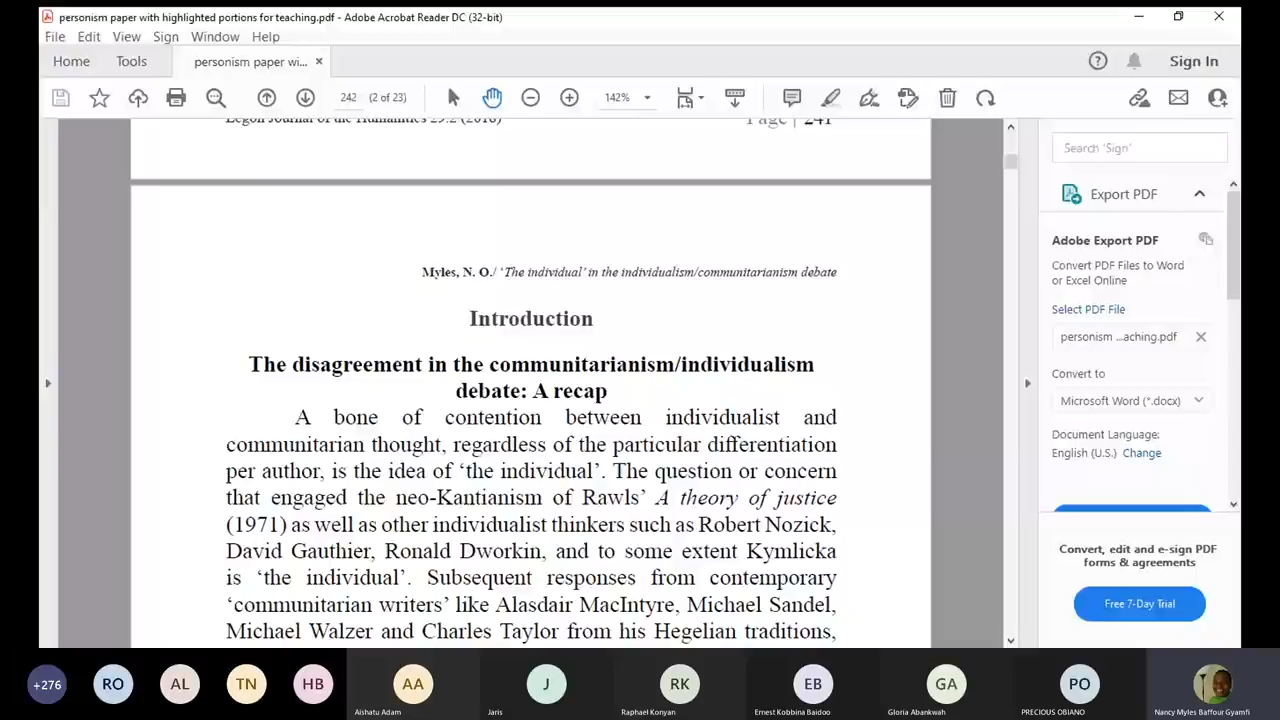 personism paper with highlighted portions for teaching.pdf - Adobe Acrobat Reader DC (32-bit)
File Edit View Sign Window Help
Home Tools personism paper wi... × Sign In
242 (2 of 23) 142%
Legon Journal of the Humanities 29.2 (2018) Page | 241
Search 'Sign'
Export PDF
Adobe Export PDF
Convert PDF Files to Word
or Excel Online
Select PDF File
personism ...aching.pdf
Convert to
Microsoft Word (*.docx)
Document Language:
English (U.S.) Change
Convert, edit and e-sign PDF
forms & agreements
Free 7-Day Trial
Myles, N. O./ 'The individual' in the individualism/communitarianism debate
Introduction
The disagreement in the communitarianism/individualism
debate: A recap
A bone of contention between individualist and
communitarian thought, regardless of the particular differentiation
per author, is the idea of ‘the individual’. The question or concern
that engaged the neo-Kantianism of Rawls’ A theory of justice
(1971) as well as other individualist thinkers such as Robert Nozick,
David Gauthier, Ronald Dworkin, and to some extent Kymlicka
is ‘the individual’. Subsequent responses from contemporary
‘communitarian writers’ like Alasdair MacIntyre, Michael Sandel,
Michael Walzer and Charles Taylor from his Hegelian traditions,
+276 RO AL TN HB AA J RK EB GA PO
Aishatu Adam Jaris Raphael Konyan Ernest Kobbina Baidoo Gloria Abankwah PRECIOUS OBIANO Nancy Myles Baffour Gyamfi